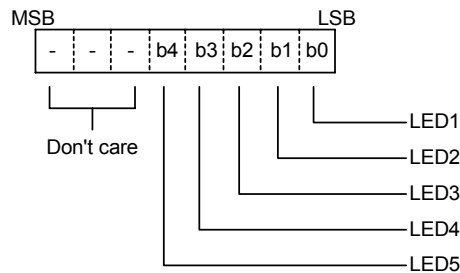 MSB LSB
- - - b4 b3 b2 b1 b0
Don't care
LED1
LED2
LED3
LED4
LED5